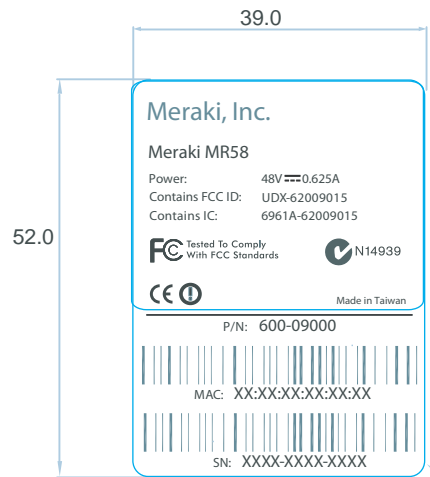 39.0
52.0
Meraki, Inc.
Meraki MR58
Power: 48V 0.625A
Contains FCC ID: UDX-62009015
Contains IC: 6961A-62009015
FC Tested To Comply
With FCC Standards
N14939
CE
Made in Taiwan
P/N: 600-09000
MAC: XX:XX:XX:XX:XX:XX
SN: XXXX-XXXX-XXXX